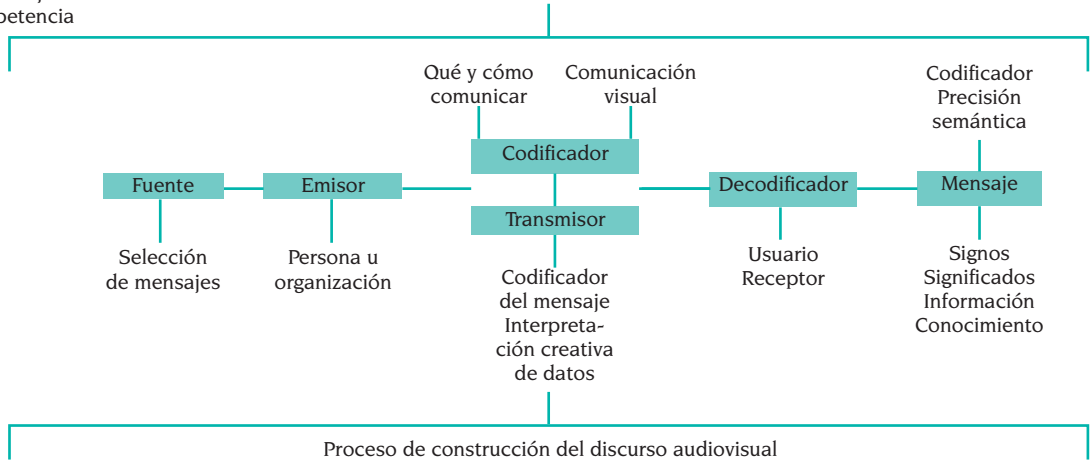 petencia
Qué y cómo
comunicar
Comunicación
visual
Codificador
Precisión
semántica
Codificador
Fuente
Emisor
Decodificador
Mensaje
Transmisor
Selección
de mensajes
Persona u
organización
Codificador
del mensaje
Interpreta-
ción creativa
de datos
Usuario
Receptor
Signos
Significados
Información
Conocimiento
Proceso de construcción del discurso audiovisual